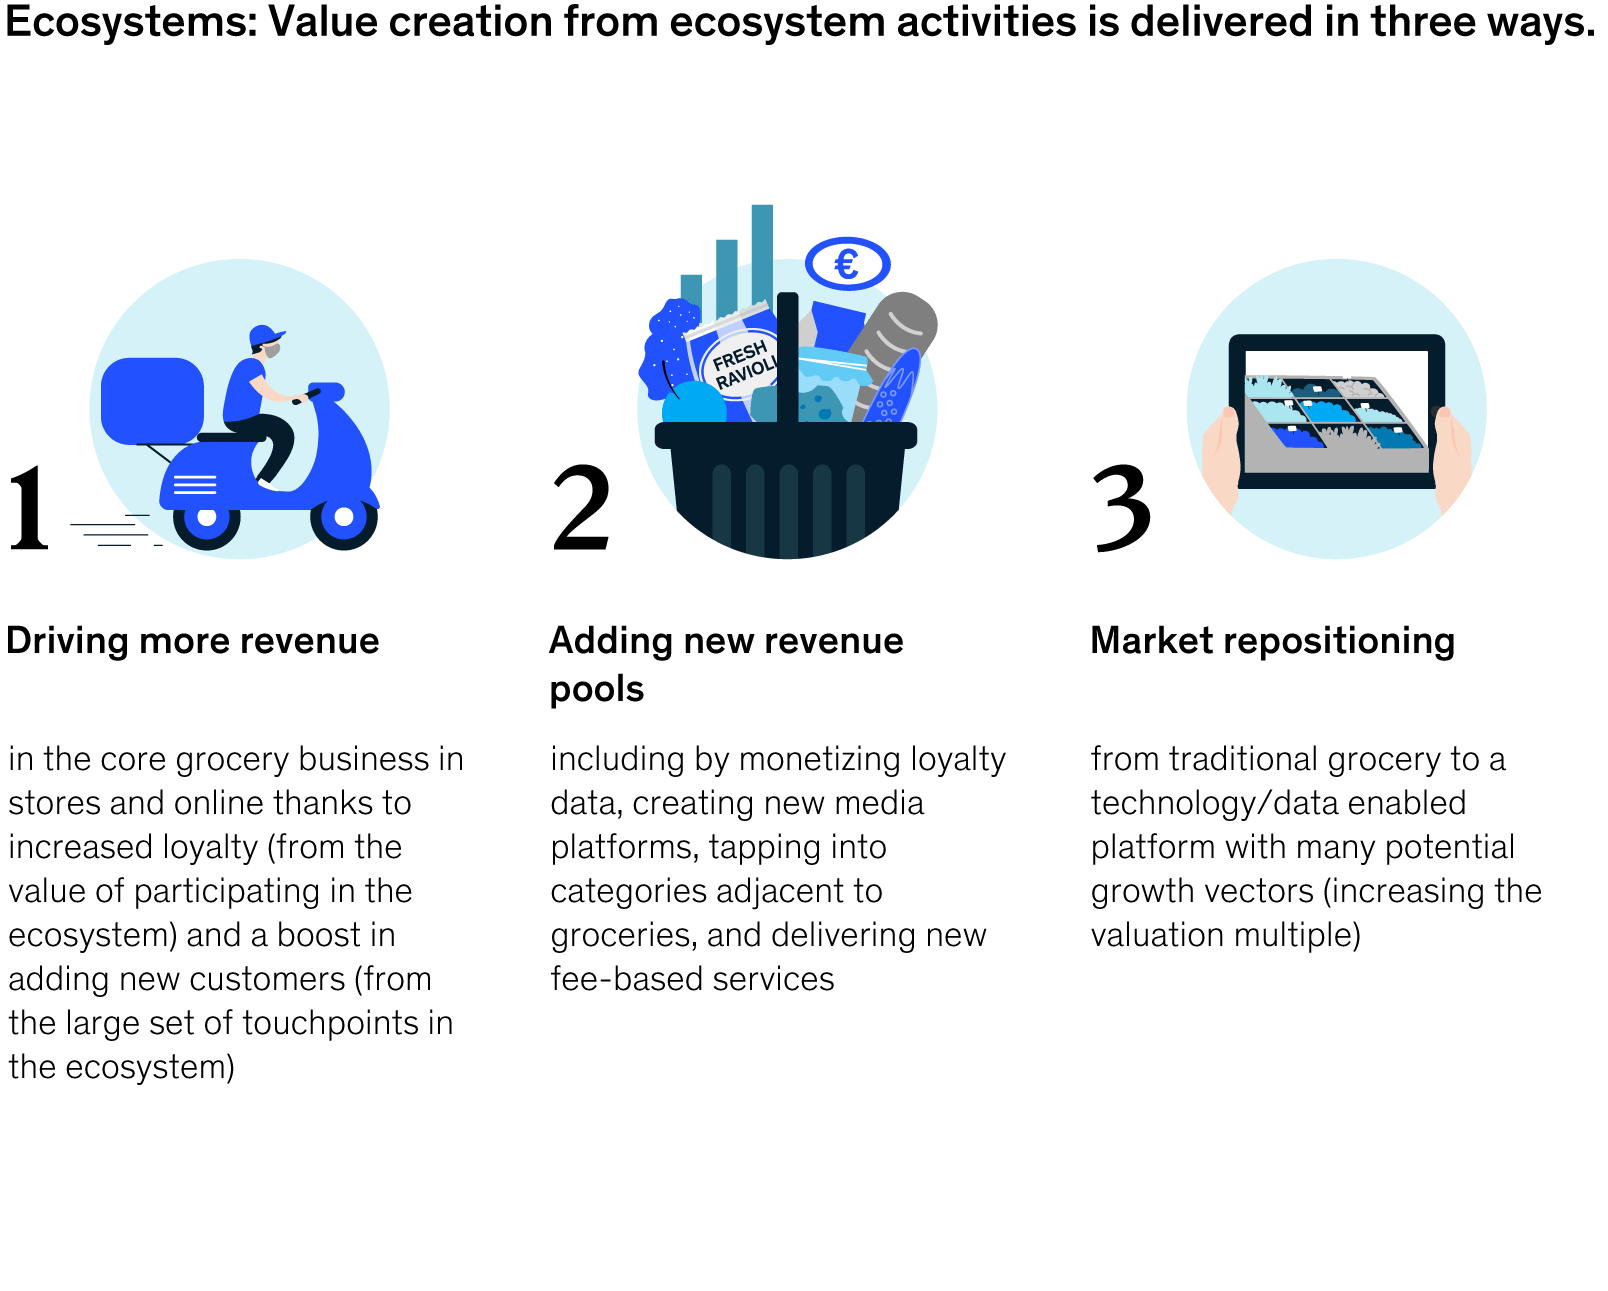 Ecosystems: Value creation from ecosystem activities is delivered in three ways.
€
FRESH
RAVIOLI
1
2
3
Driving more revenue
in the core grocery business in
stores and online thanks to
increased loyalty (from the
value of participating in the
ecosystem) and a boost in
adding new customers (from
the large set of touchpoints in
the ecosystem)
Adding new revenue
pools
including by monetizing loyalty
data, creating new media
platforms, tapping into
categories adjacent to
groceries, and delivering new
fee-based services
Market repositioning
from traditional grocery to a
technology/data enabled
platform with many potential
growth vectors (increasing the
valuation multiple)